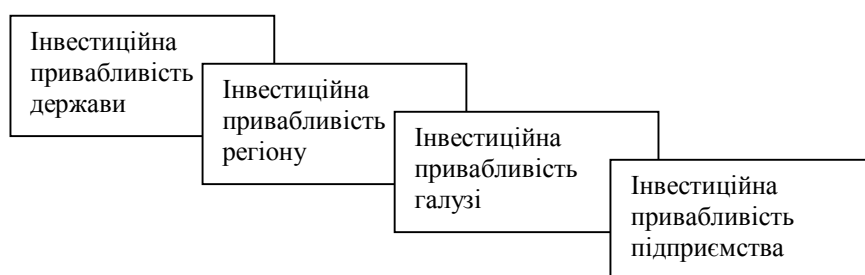 Інвестиційна
привабливість
держави
Інвестиційна
привабливість
регіону
Інвестиційна
привабливість
галузі
Інвестиційна
привабливість
підприємства